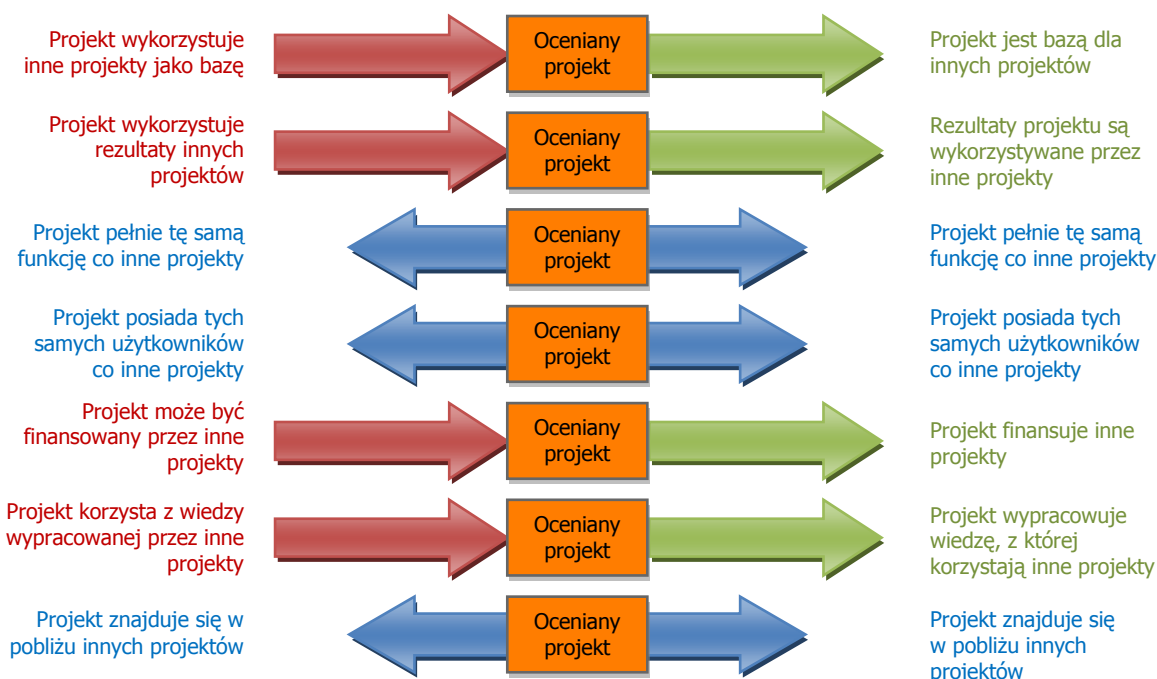 Projekt wykorzystuje
inne projekty jako bazę
Oceniany
projekt
Projekt jest bazą dla
innych projektów
Projekt wykorzystuje
rezultaty innych
projektów
Oceniany
projekt
Rezultaty projektu są
wykorzystywane przez
inne projekty
Projekt pełnie tę samą
funkcję co inne projekty
Oceniany
projekt
Projekt pełnie tę samą
funkcję co inne projekty
Projekt posiada tych
samych użytkowników
co inne projekty
Oceniany
projekt
Projekt posiada tych
samych użytkowników
co inne projekty
Projekt może być
finansowany przez inne
projekty
Oceniany
projekt
Projekt finansuje inne
projekty
Projekt korzysta z wiedzy
wypracowanej przez inne
projekty
Oceniany
projekt
Projekt wypracowuje
wiedzę, z której
korzystają inne projekty
Projekt znajduje się w
pobliżu innych projektów
Oceniany
projekt
Projekt znajduje się
w pobliżu innych
projektów